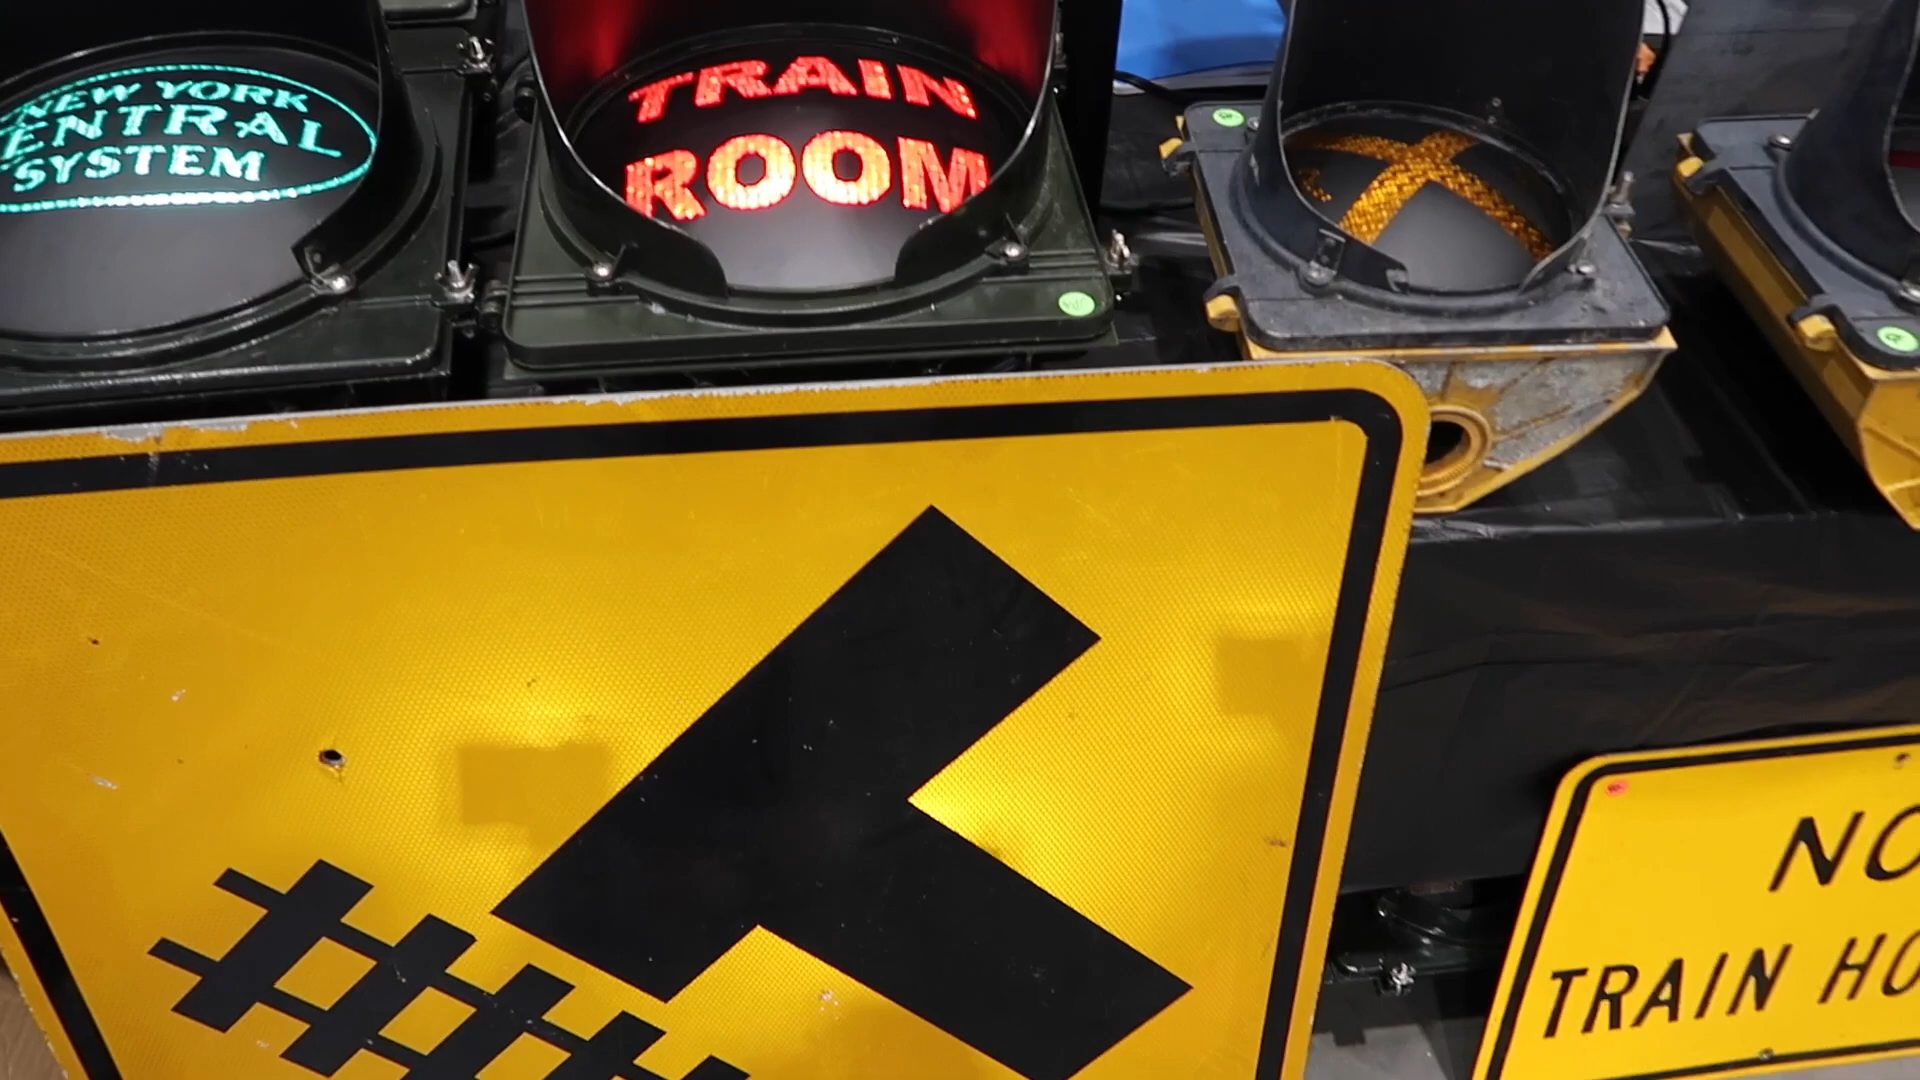 NEW YORK
ENTRAL
SYSTEM
TRAIN
ROOM
NO
TRAIN HO